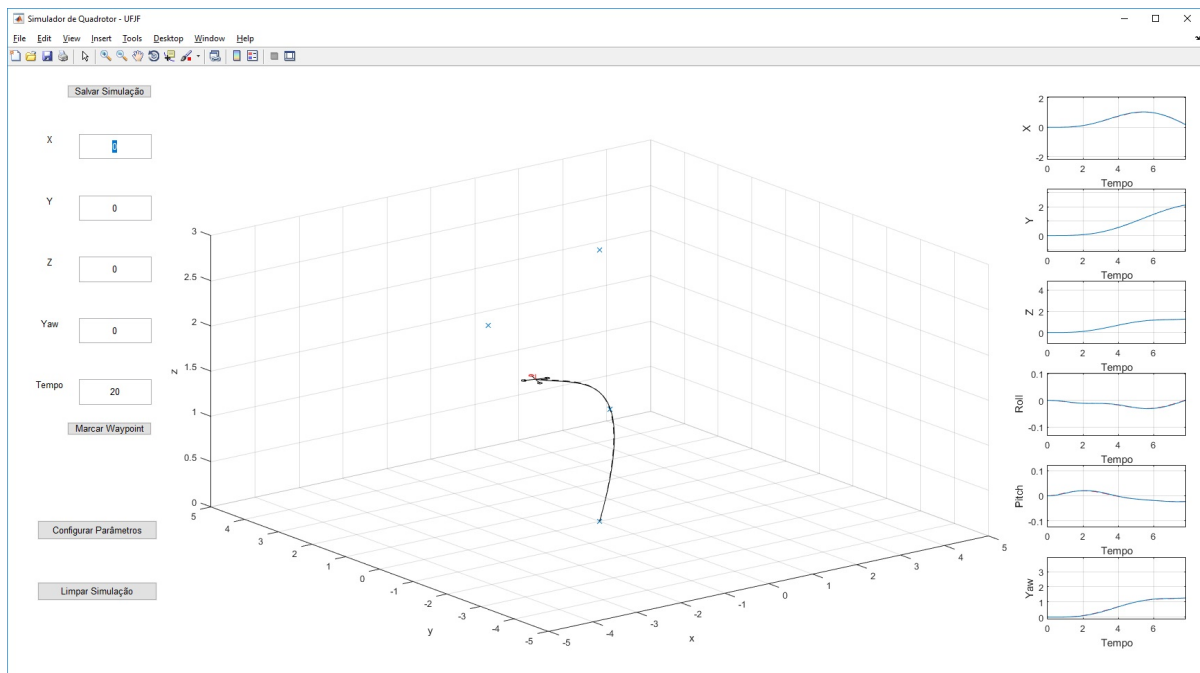 Simulador de Quadrotor - UFJF
File Edit View Insert Tools Desktop Window Help
Salvar Simulação
X 0
Y 0
Z 0
Yaw 0
Tempo 20
Marcar Waypoint
Configurar Parâmetros
Limpar Simulação
3
2.5
2
1.5
1
0.5
0
z
5 4 3 2 1 0 -1 -2 -3 -4 -5
y
-5 -4 -3 -2 -1 0 1 2 3 4 5
x
2
0
-2
X
0 2 4 6
Tempo
2
0
Y
0 2 4 6
Tempo
4
2
0
Z
0 2 4 6
Tempo
0.1
0
-0.1
Roll
0 2 4 6
Tempo
0.1
0
-0.1
Pitch
0 2 4 6
Tempo
3
2
1
0
Yaw
0 2 4 6
Tempo